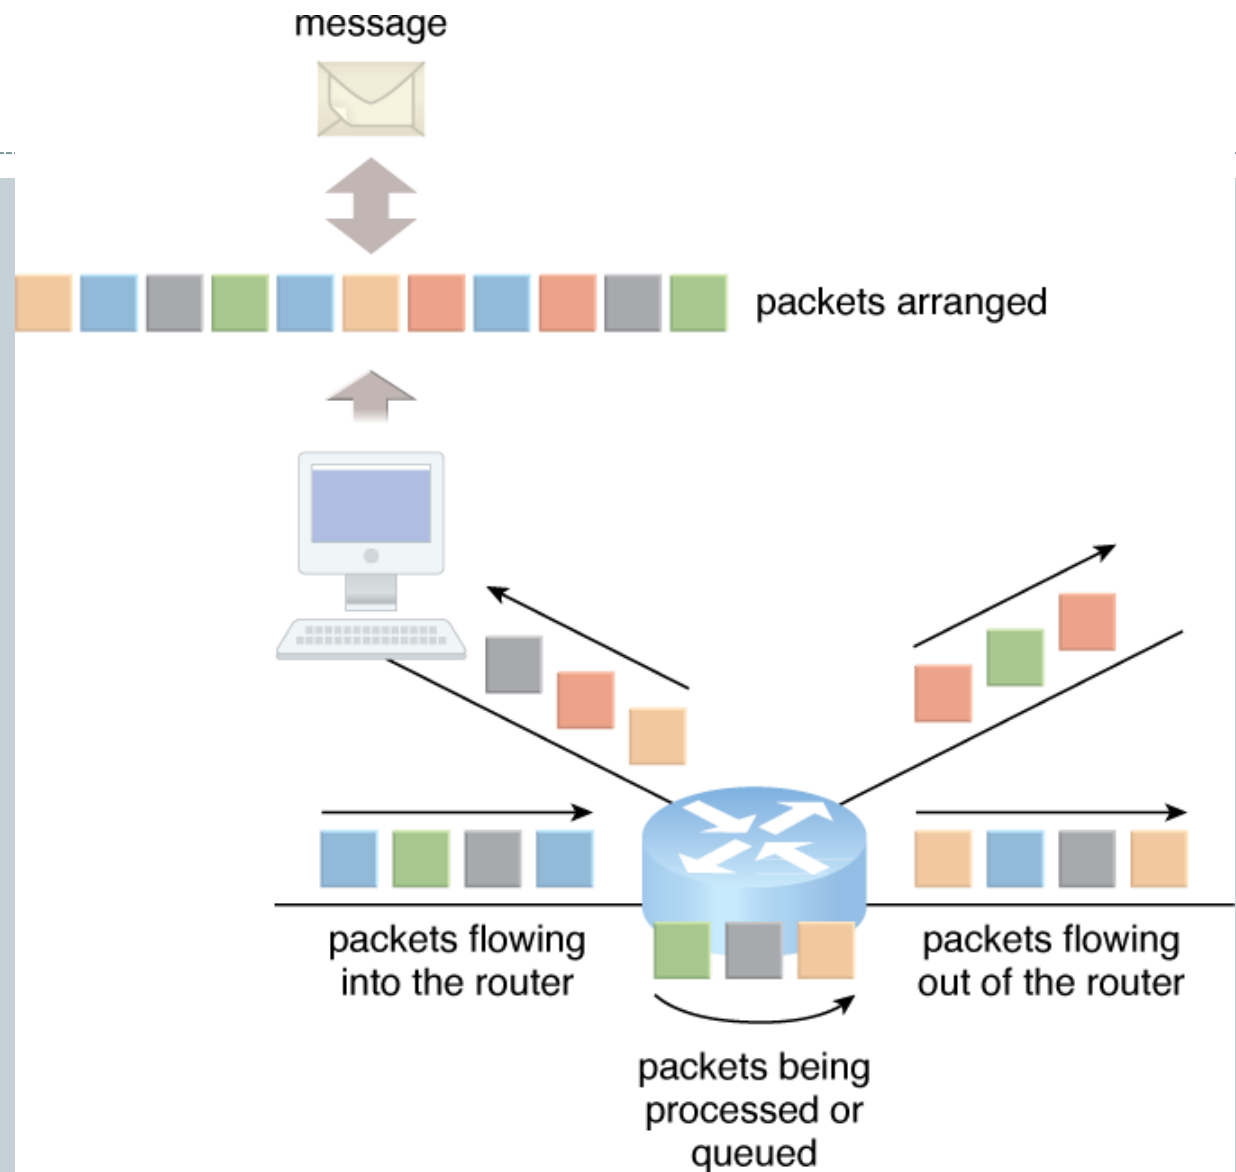 message
packets arranged
packets flowing
into the router
packets flowing
out of the router
packets being
processed or
queued